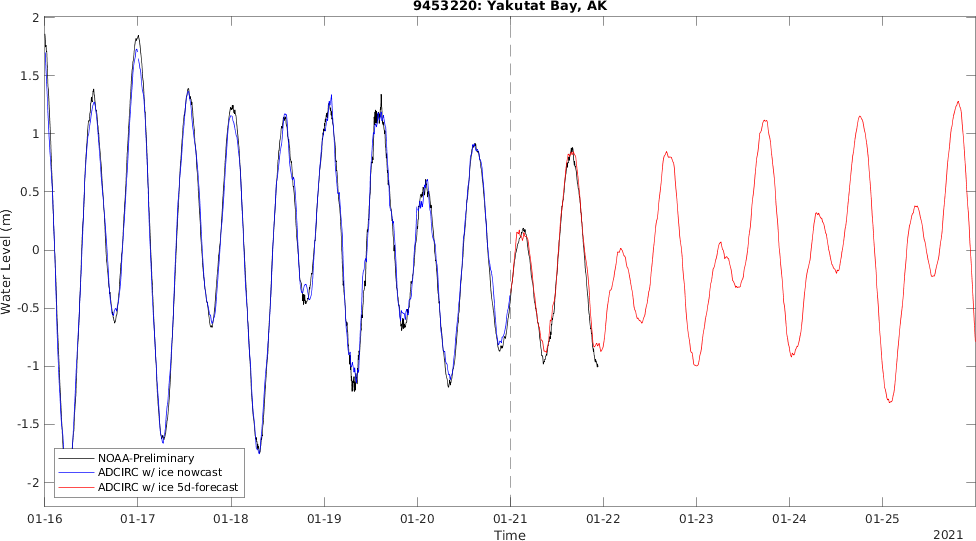 9453220: Yakutat Bay, AK
2
1.5
1
0.5
0
-0.5
-1
-1.5
-2
Water Level (m)
NOAA-Preliminary
ADCIRC w/ ice nowcast
ADCIRC w/ ice 5d-forecast
01-16 01-17 01-18 01-19 01-20 01-21 01-22 01-23 01-24 01-25
Time
2021